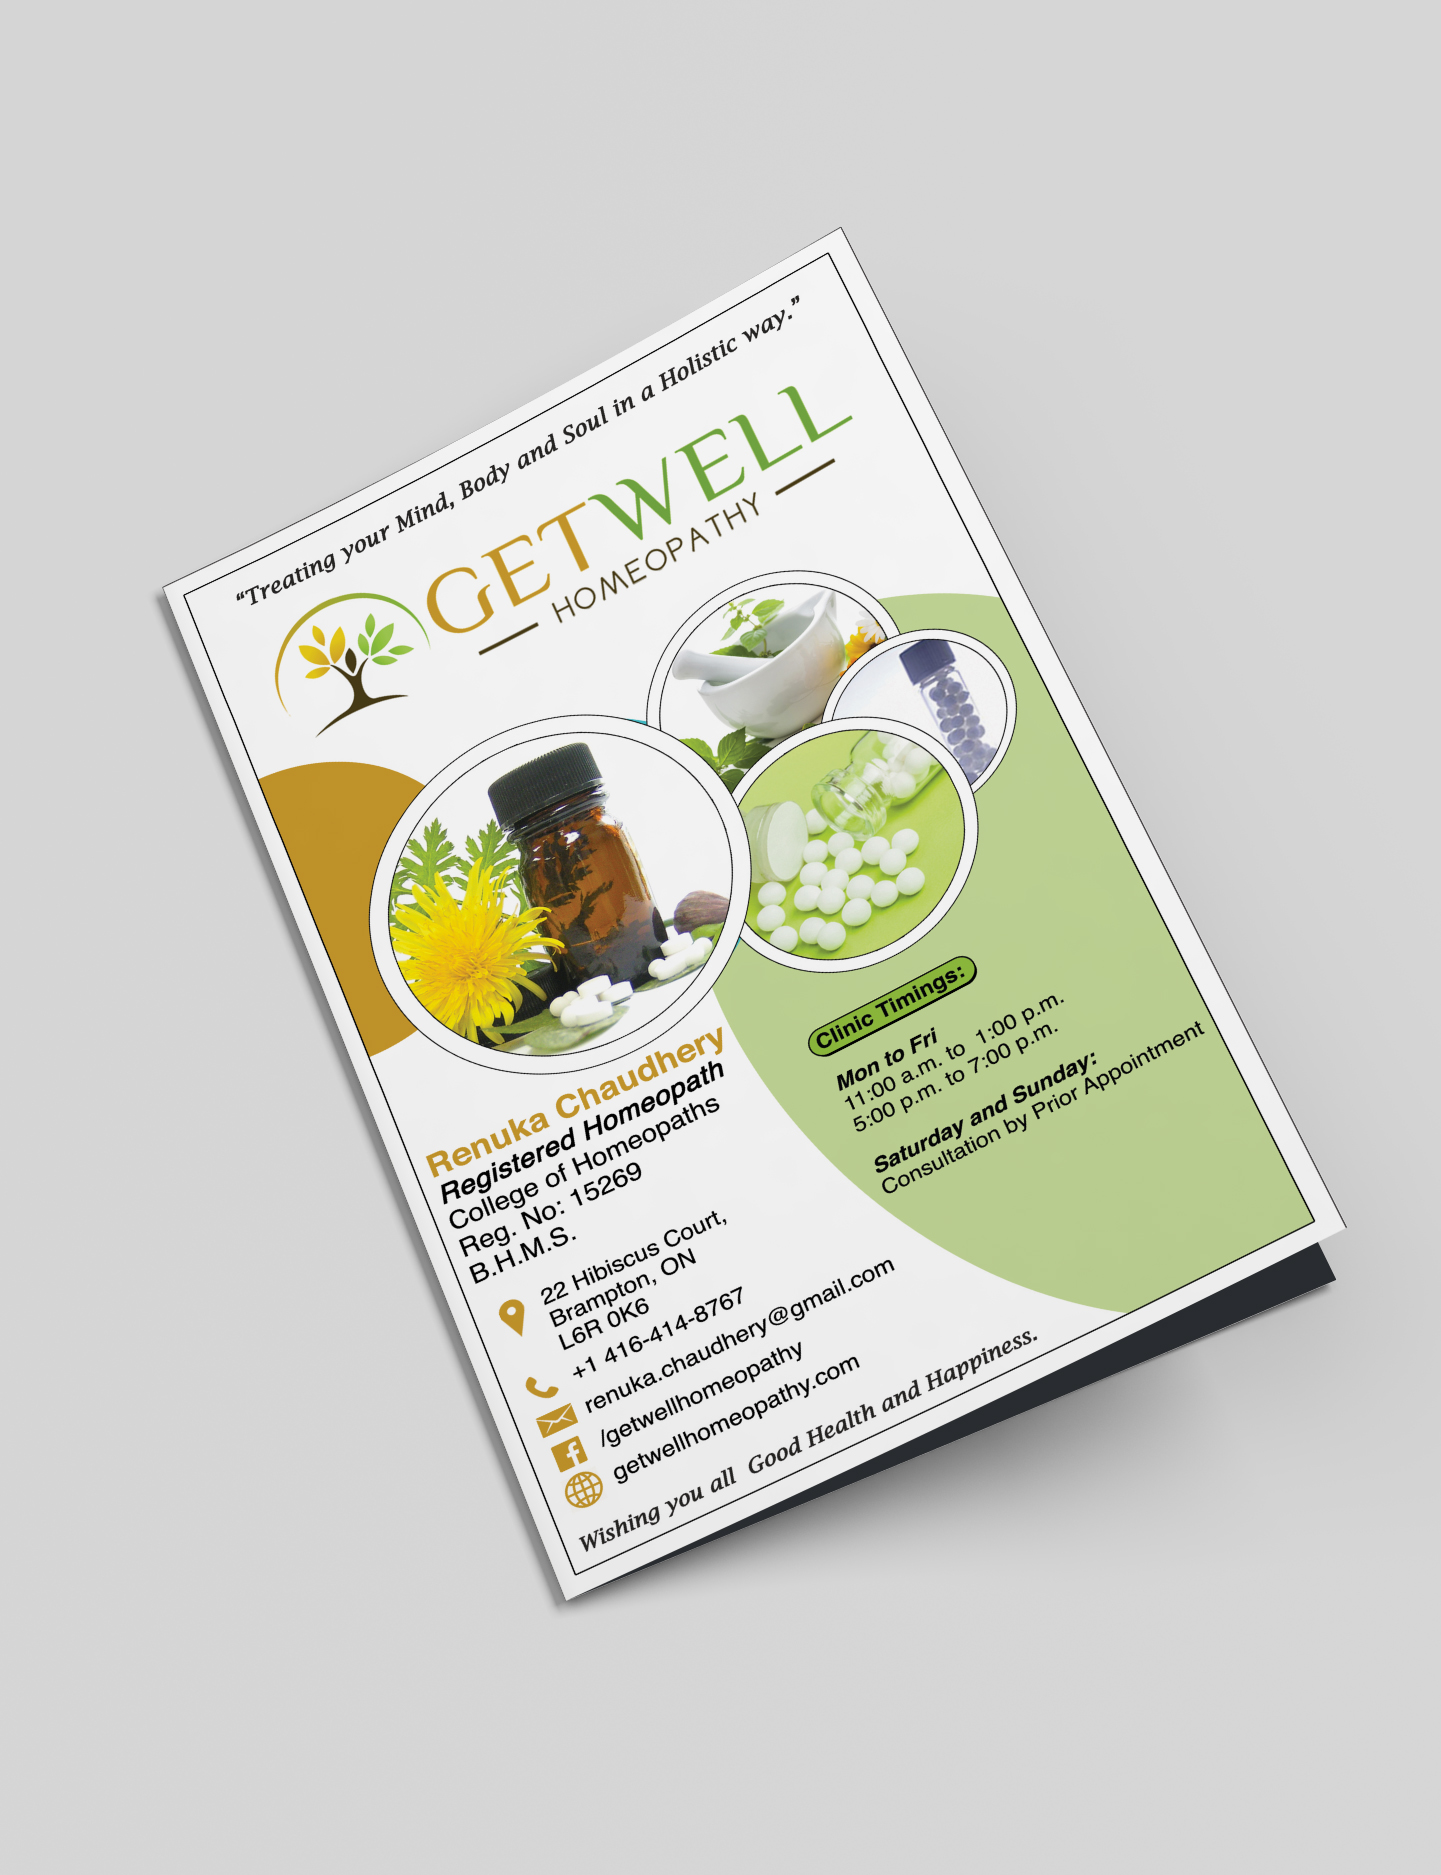 “Treating your Mind, Body and Soul in a Holistic way.”
GETWELL
HOMEOPATHY
Renuka Chaudhery
Registered Homeopath
College of Homeopaths
Reg. No: 15269
B.H.M.S.
22 Hibiscus Court,
Brampton, ON
L6R 0K6
+1 416-414-8767
renuka.chaudhery@gmail.com
/getwellhomeopathy
getwellhomeopathy.com
Clinic Timings:
Mon to Fri
11:00 a.m. to 1:00 p.m.
5:00 p.m. to 7:00 p.m.
Saturday and Sunday:
Consultation by Prior Appointment
Wishing you all Good Health and Happiness.